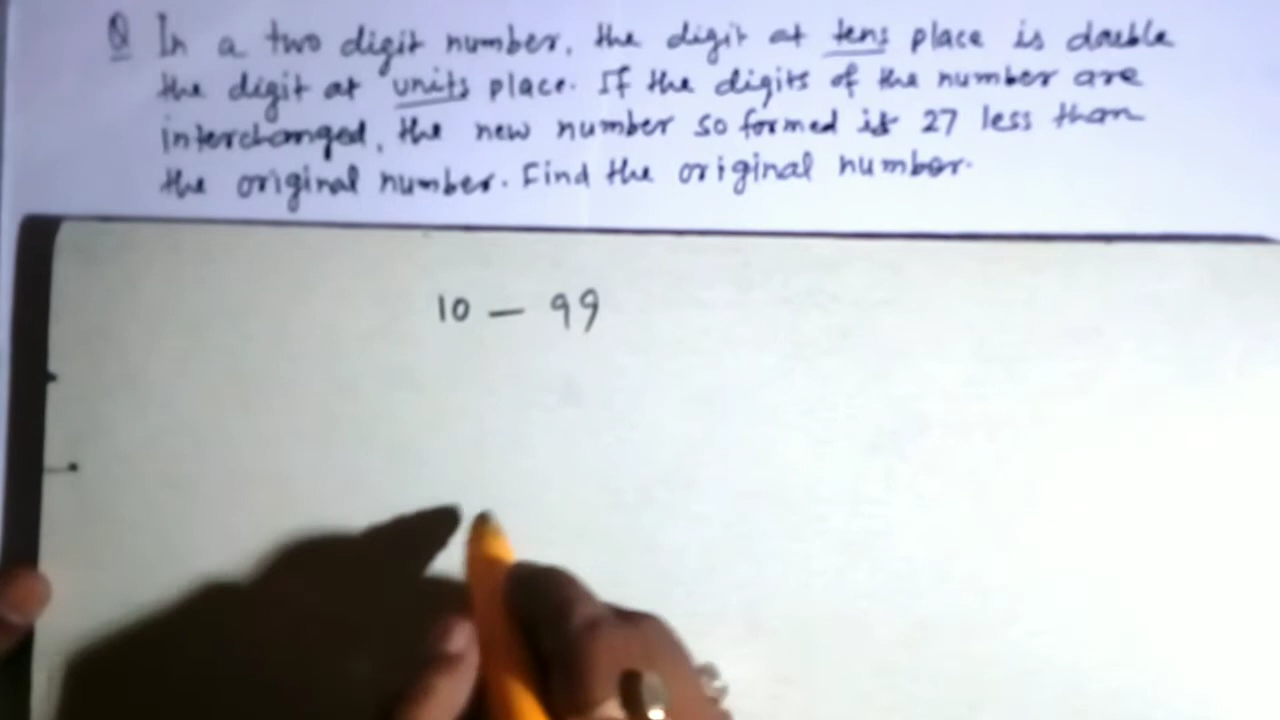 Q In a two digit number, the digit at tens place is double
the digit at units place. If the digits of the number are
interchanged, the new number so formed is 27 less than
the original number. Find the original number.
10 — 99